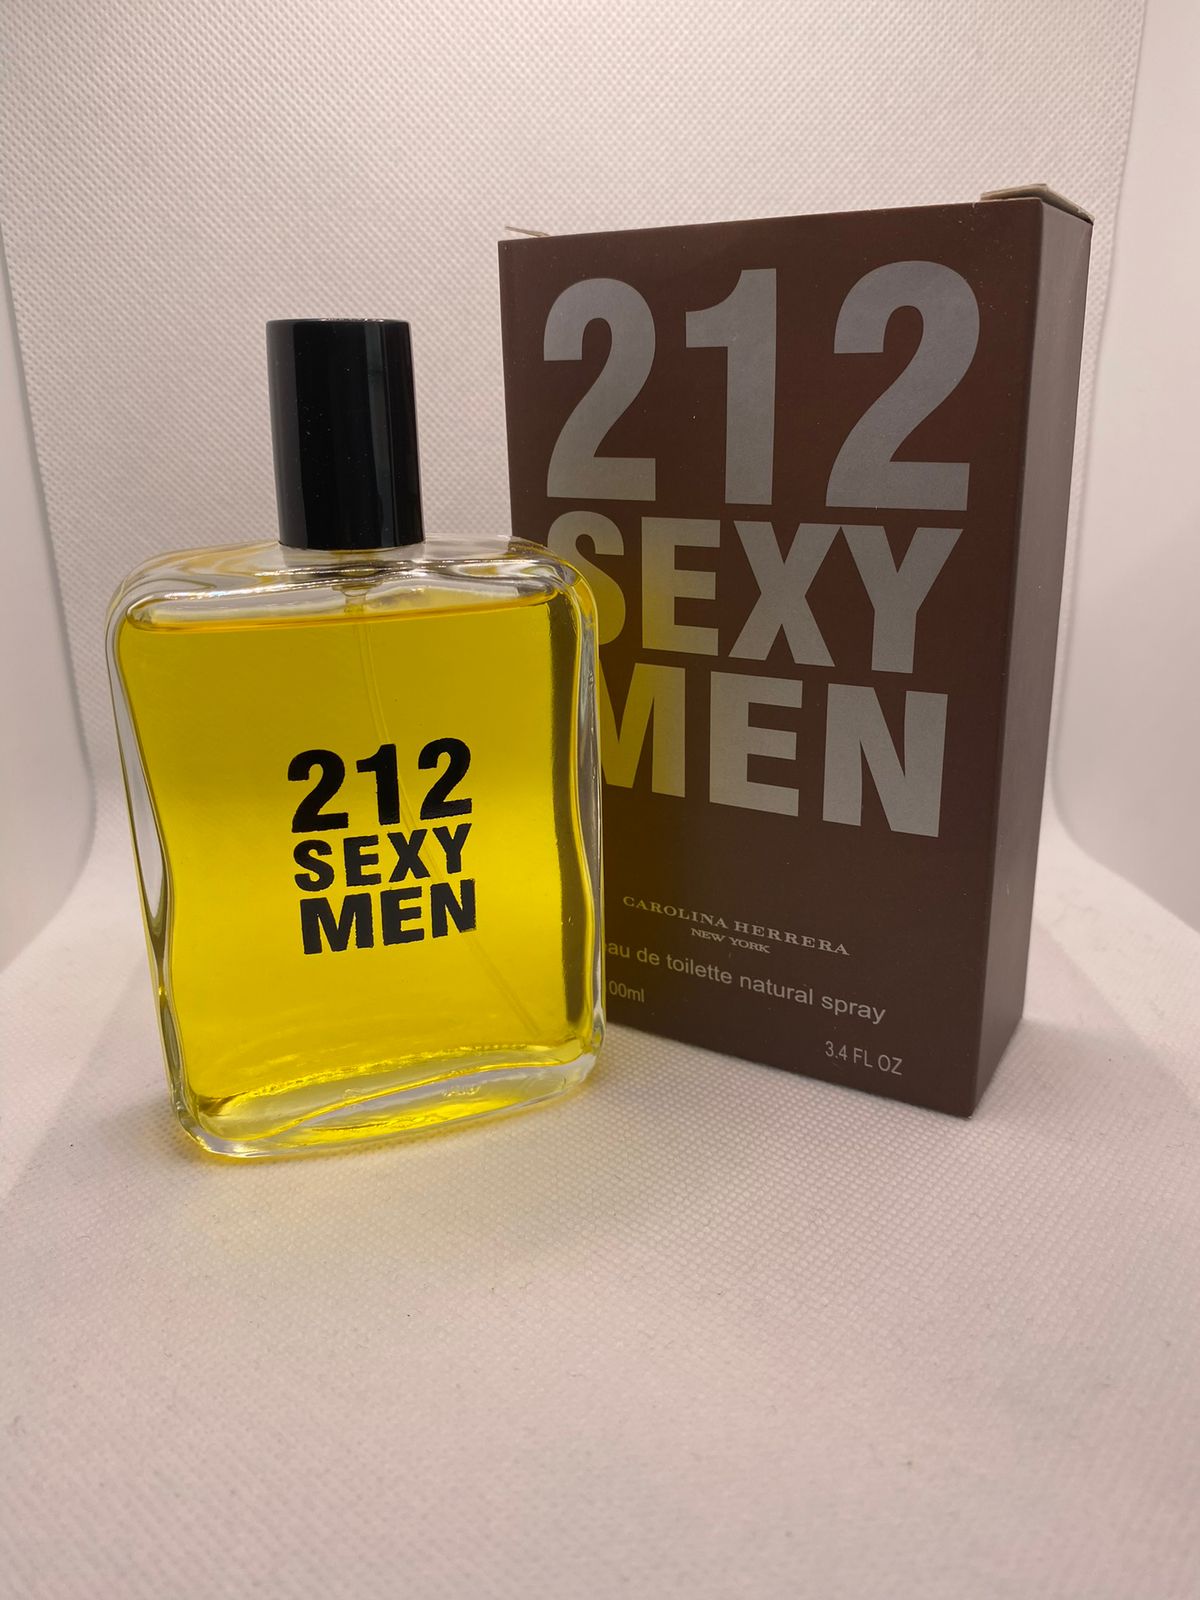 212
SEXY
MEN
212
SEXY
MEN
CAROLINA HERRERA
NEW YORK
eau de toilette natural spray
00ml
3.4 FL OZ